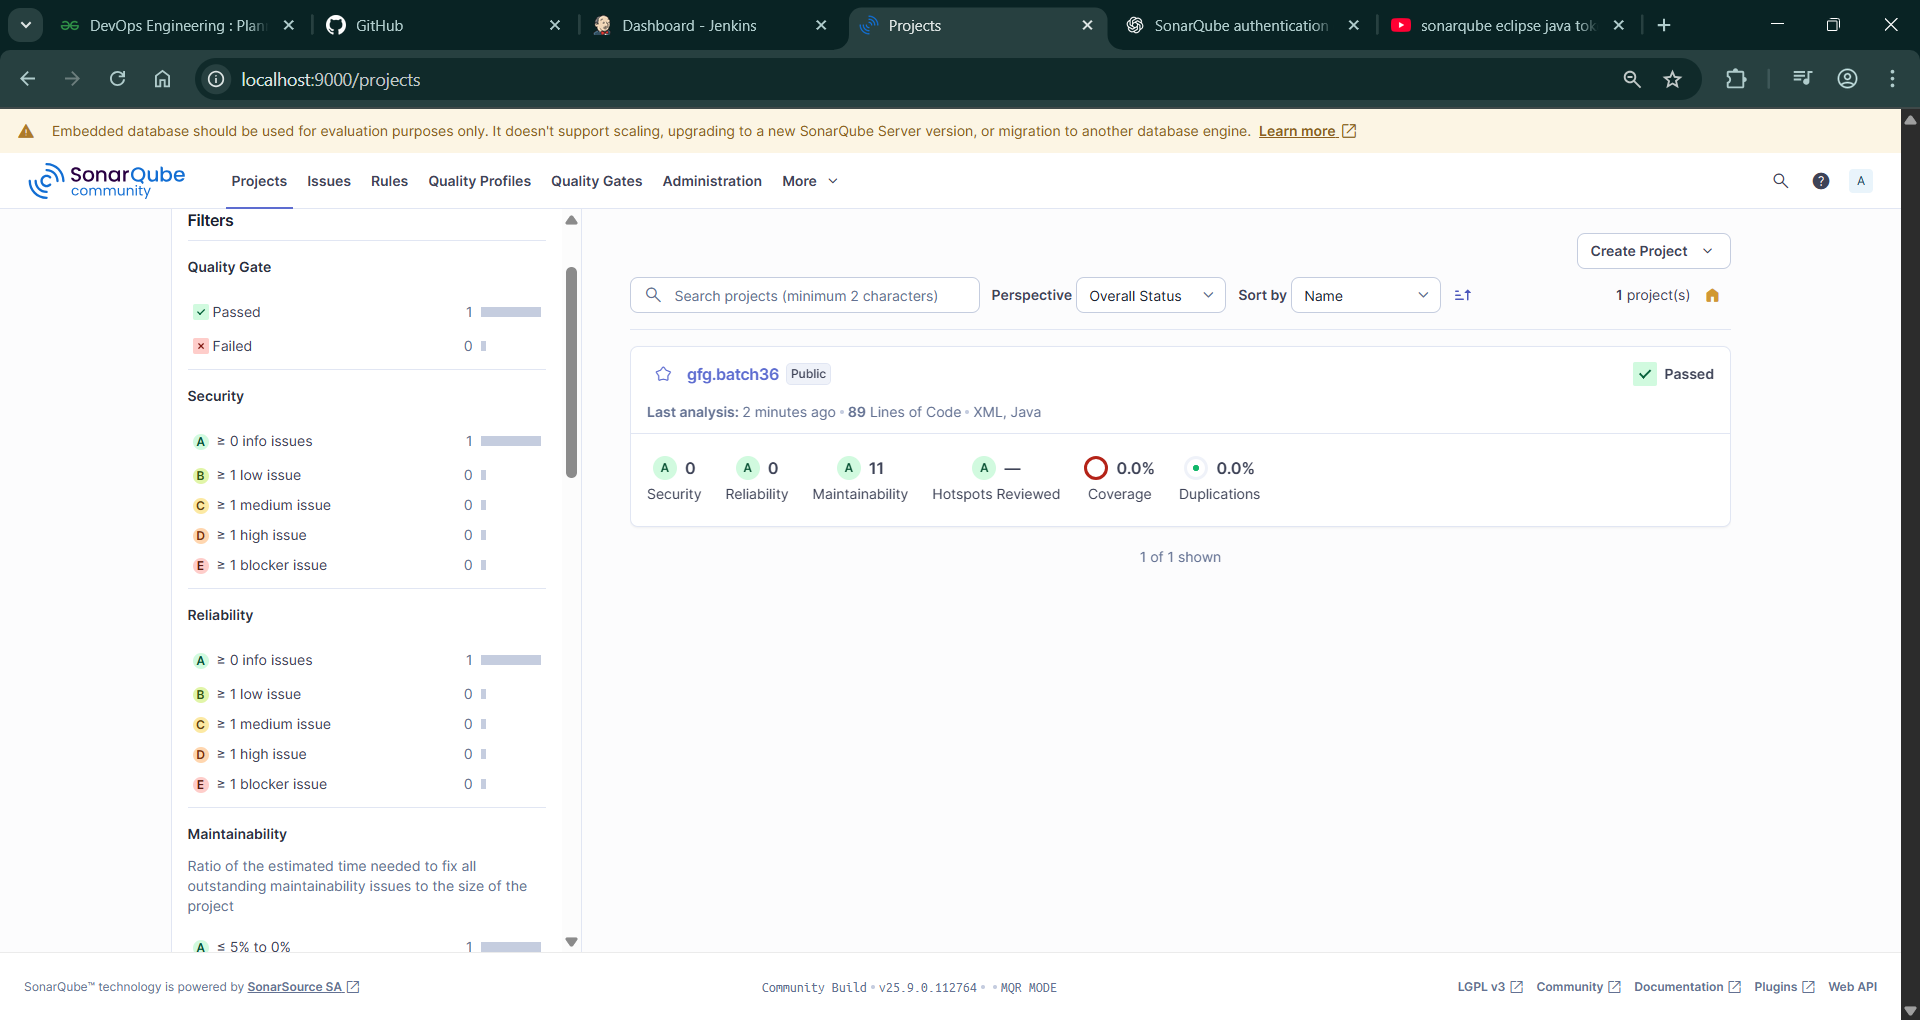 DevOps Engineering : Plan
GitHub
Dashboard - Jenkins
Projects
SonarQube authentication
sonarqube eclipse java tok
localhost:9000/projects
Embedded database should be used for evaluation purposes only. It doesn't support scaling, upgrading to a new SonarQube Server version, or migration to another database engine. Learn more
SonarQube
community
Projects
Issues
Rules
Quality Profiles
Quality Gates
Administration
More
?
A
Filters
Quality Gate
Passed 1
Failed 0
Security
A ≥ 0 info issues 1
B ≥ 1 low issue 0
C ≥ 1 medium issue 0
D ≥ 1 high issue 0
E ≥ 1 blocker issue 0
Reliability
A ≥ 0 info issues 1
B ≥ 1 low issue 0
C ≥ 1 medium issue 0
D ≥ 1 high issue 0
E ≥ 1 blocker issue 0
Maintainability
Ratio of the estimated time needed to fix all
outstanding maintainability issues to the size of the
project
A ≤ 5% to 0% 1
Create Project
Search projects (minimum 2 characters)
Perspective Overall Status
Sort by Name
1 project(s)
gfg.batch36 Public
Passed
Last analysis: 2 minutes ago • 89 Lines of Code • XML, Java
A 0
Security
A 0
Reliability
A 11
Maintainability
A —
Hotspots Reviewed
0.0%
Coverage
0.0%
Duplications
1 of 1 shown
SonarQube™ technology is powered by SonarSource SA
Community Build • v25.9.0.112764 • • MQR MODE
LGPL v3
Community
Documentation
Plugins
Web API